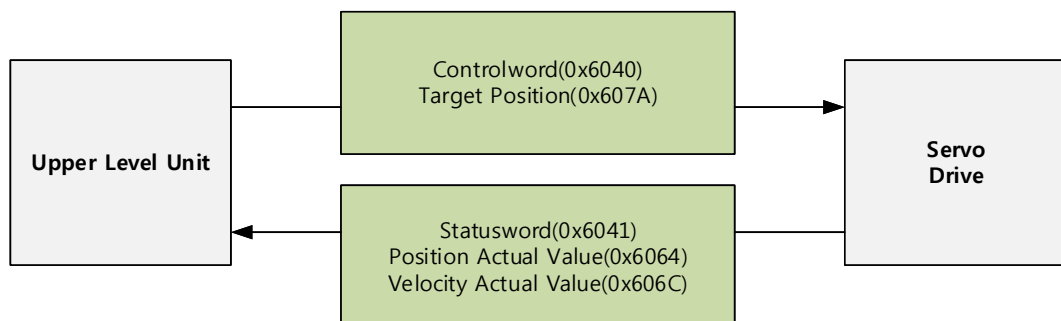 Upper Level Unit
Controlword(0x6040)
Target Position(0x607A)
Statusword(0x6041)
Position Actual Value(0x6064)
Velocity Actual Value(0x606C)
Servo
Drive